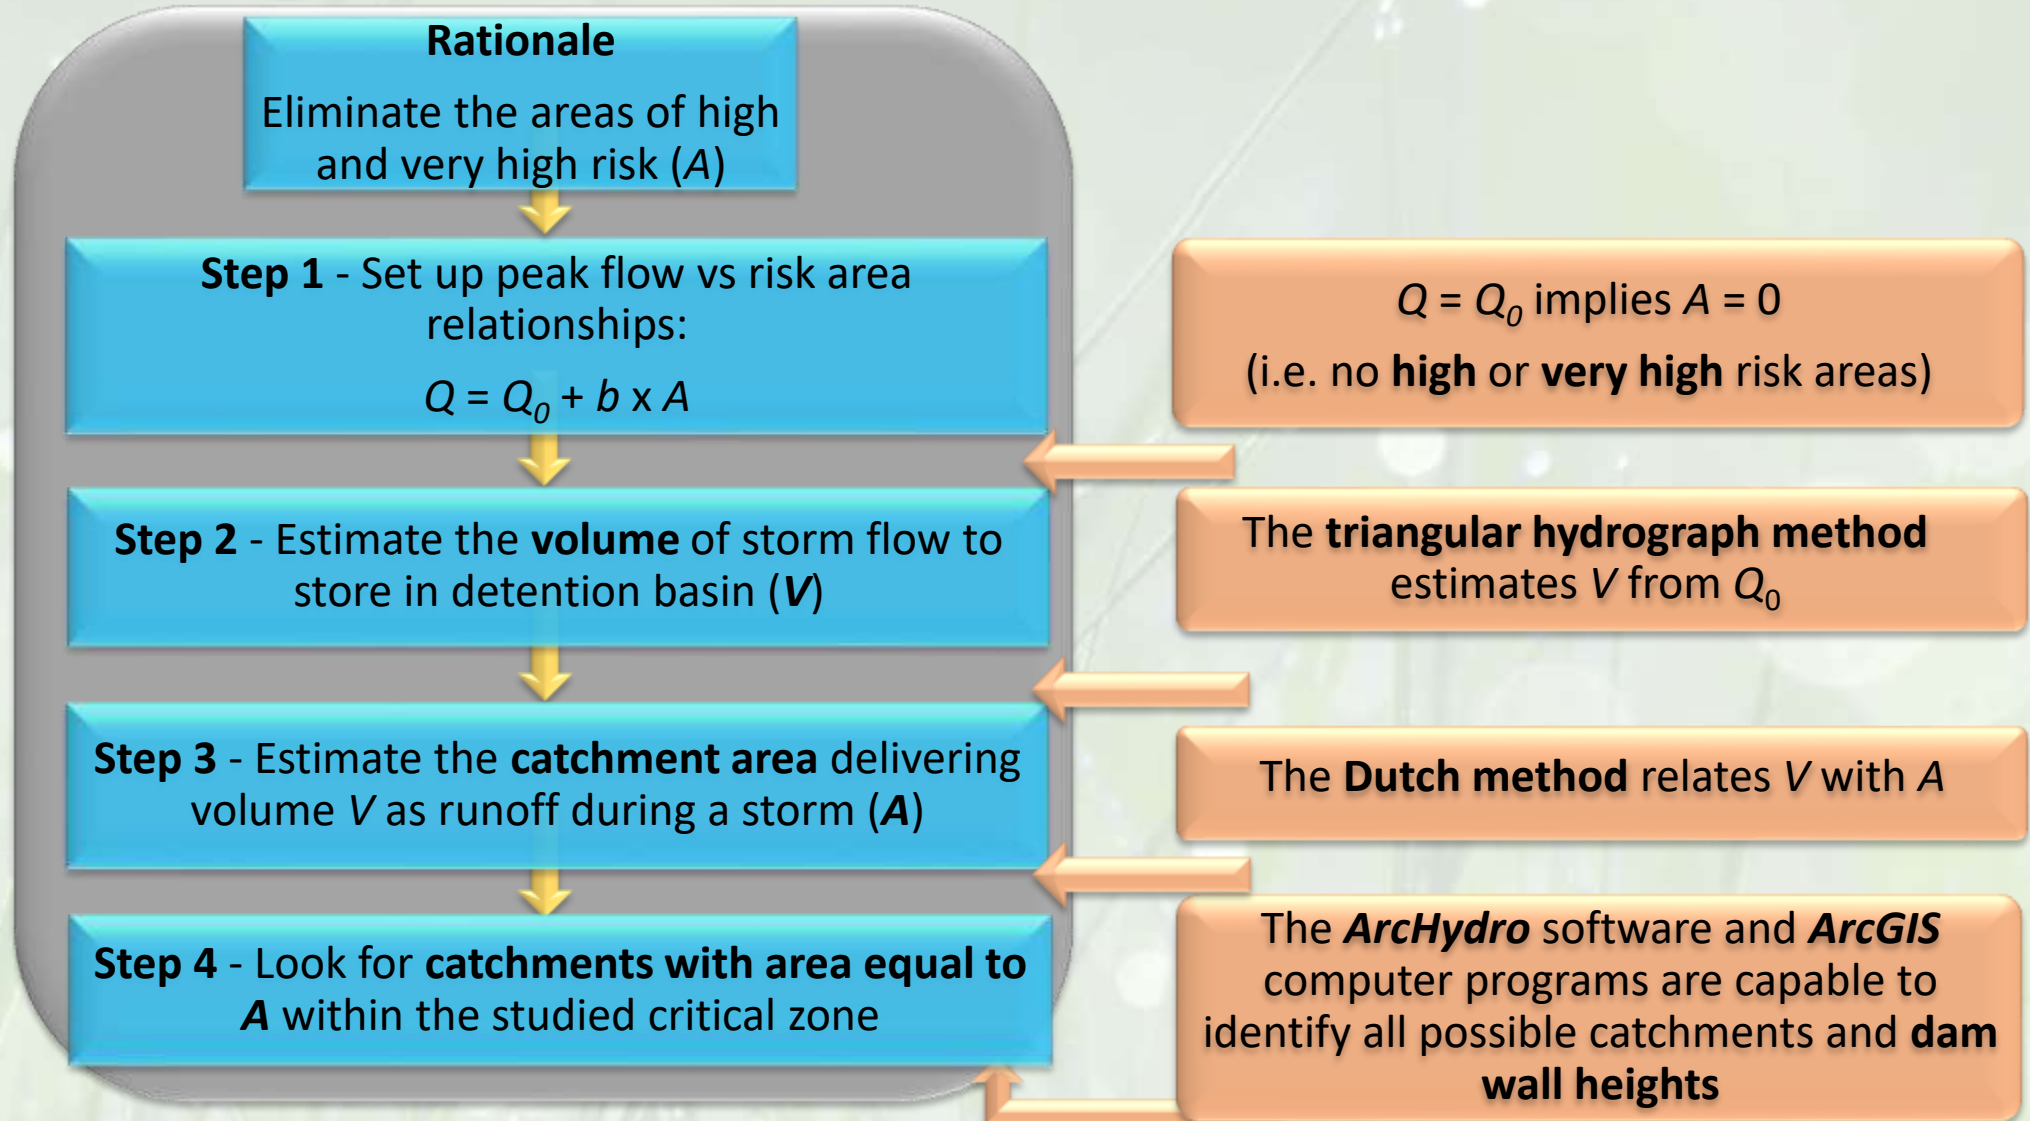 Rationale
Eliminate the areas of high
and very high risk (A)
Step 1 - Set up peak flow vs risk area
relationships:
Q = Q₀ + b x A
Step 2 - Estimate the volume of storm flow to
store in detention basin (V)
Step 3 - Estimate the catchment area delivering
volume V as runoff during a storm (A)
Step 4 - Look for catchments with area equal to
A within the studied critical zone
Q = Q₀ implies A = 0
(i.e. no high or very high risk areas)
The triangular hydrograph method
estimates V from Q₀
The Dutch method relates V with A
The ArcHydro software and ArcGIS
computer programs are capable to
identify all possible catchments and dam
wall heights